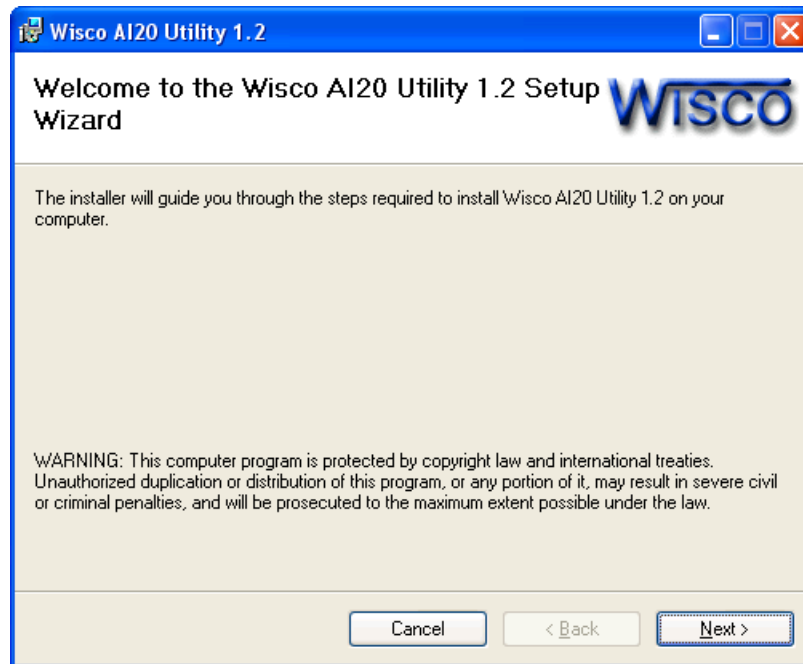 Wisco AI20 Utility 1.2
Welcome to the Wisco AI20 Utility 1.2 Setup
Wizard
WISCO
The installer will guide you through the steps required to install Wisco AI20 Utility 1.2 on your
computer.
WARNING: This computer program is protected by copyright law and international treaties.
Unauthorized duplication or distribution of this program, or any portion of it, may result in severe civil
or criminal penalties, and will be prosecuted to the maximum extent possible under the law.
Cancel
< Back
Next >